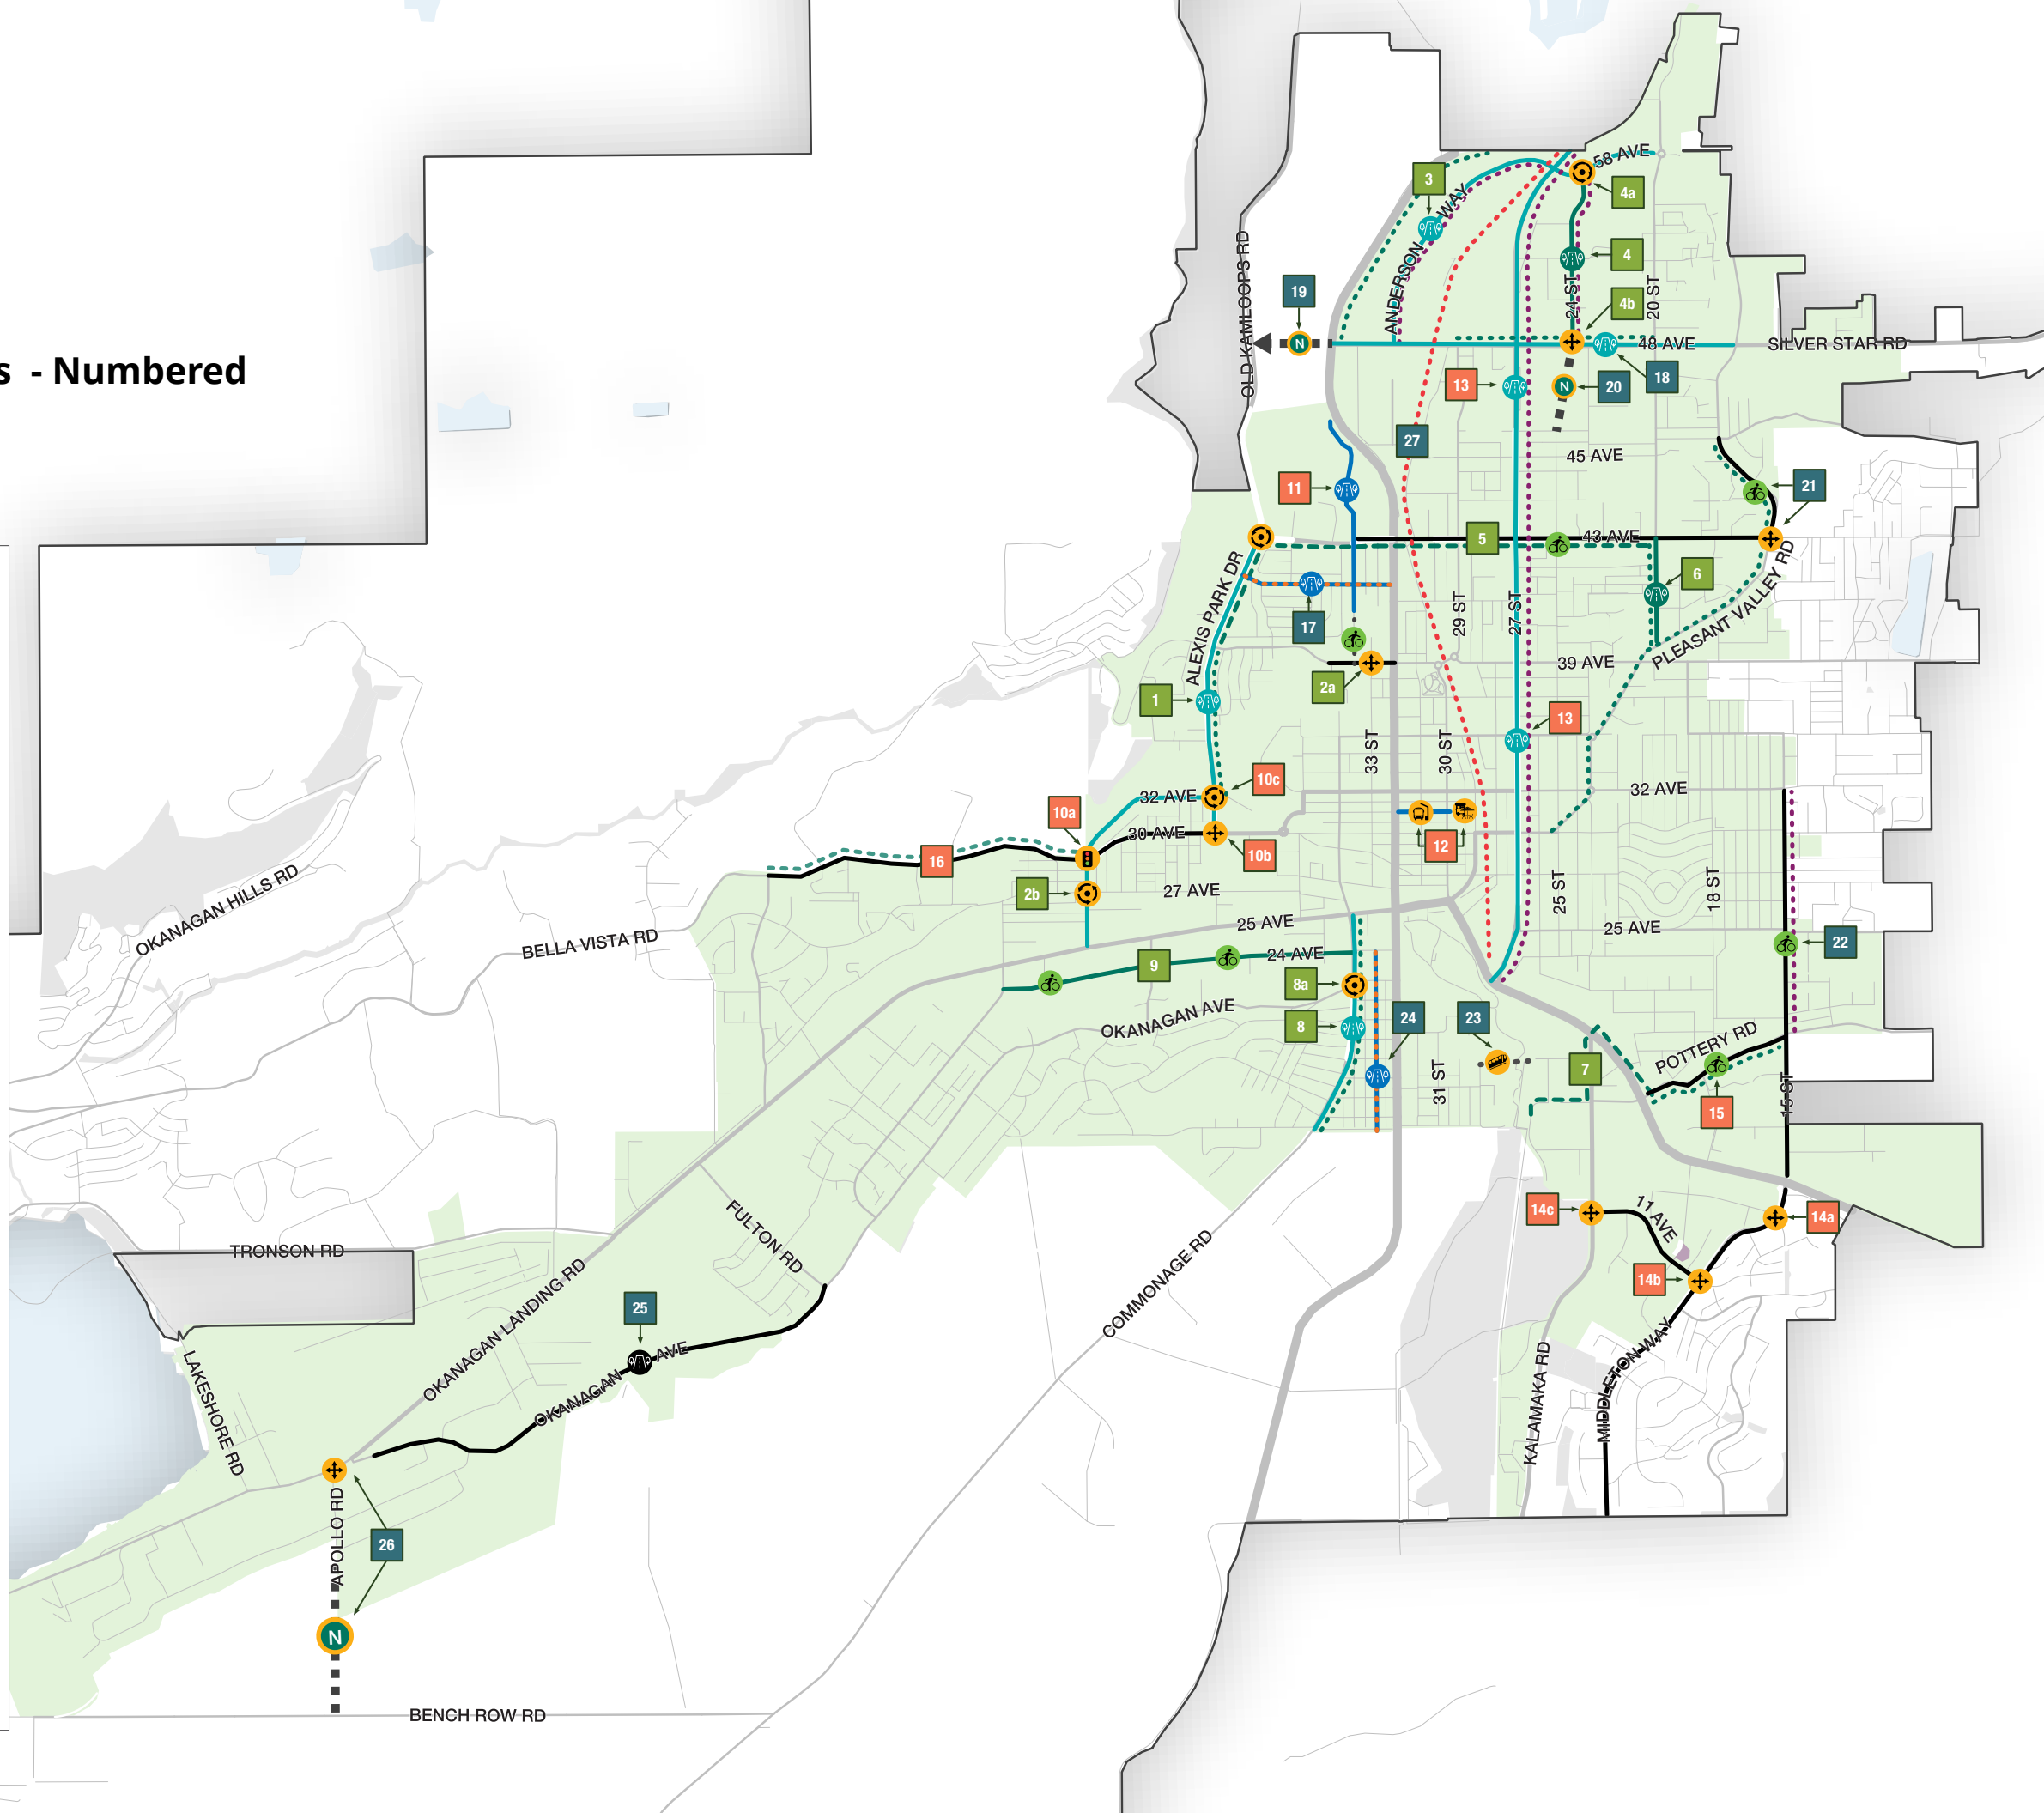 s - Numbered
58 AVE
3
4a
ANDERSON WAY
4
OLD KAMLOOPS RD
19
24 ST
4b
20 ST
N
48 AVE
SILVER STAR RD
18
13
N
20
27
45 AVE
11
21
5
43 AVE
ALEXIS PARK DR
6
17
29 ST
27 ST
PLEASANT VALLEY RD
39 AVE
2a
1
13
33 ST
30 ST
10c
32 AVE
32 AVE
10a
30 AVE
12
10b
16
2b
27 AVE
25 ST
18 ST
OKANAGAN HILLS RD
BELLA VISTA RD
25 AVE
25 AVE
22
24 AVE
9
8a
OKANAGAN AVE
8
24
23
POTTERY RD
7
31 ST
15 ST
15
14c
11 AVE
14a
FULTON RD
TRONSON RD
14b
COMMONAGE RD
25
OKANAGAN LANDING RD
OKANAGAN AVE
LAKESHORE RD
KALAMAKA RD
MIDDLETON WAY
APOLLO RD
26
N
BENCH ROW RD